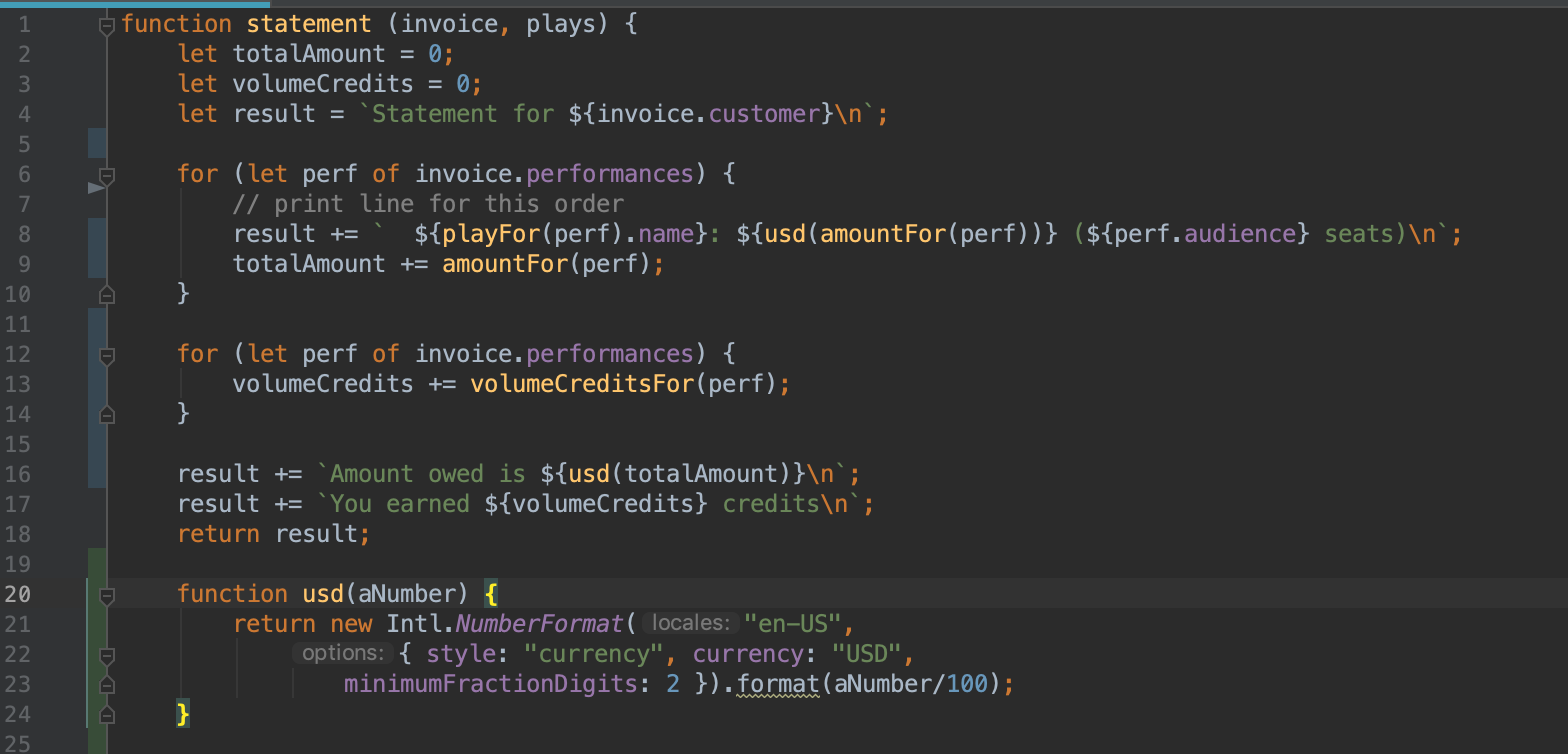 1 function statement (invoice, plays) {
2     let totalAmount = 0;
3     let volumeCredits = 0;
4     let result = `Statement for ${invoice.customer}\n`;
5
6     for (let perf of invoice.performances) {
7         // print line for this order
8         result += `  ${playFor(perf).name}: ${usd(amountFor(perf))} (${perf.audience} seats)\n`;
9         totalAmount += amountFor(perf);
10     }
11
12     for (let perf of invoice.performances) {
13         volumeCredits += volumeCreditsFor(perf);
14     }
15
16     result += `Amount owed is ${usd(totalAmount)}\n`;
17     result += `You earned ${volumeCredits} credits\n`;
18     return result;
19
20     function usd(aNumber) {
21         return new Intl.NumberFormat( locales: "en-US",
22             options: { style: "currency", currency: "USD",
23                 minimumFractionDigits: 2 }).format(aNumber/100);
24     }
25